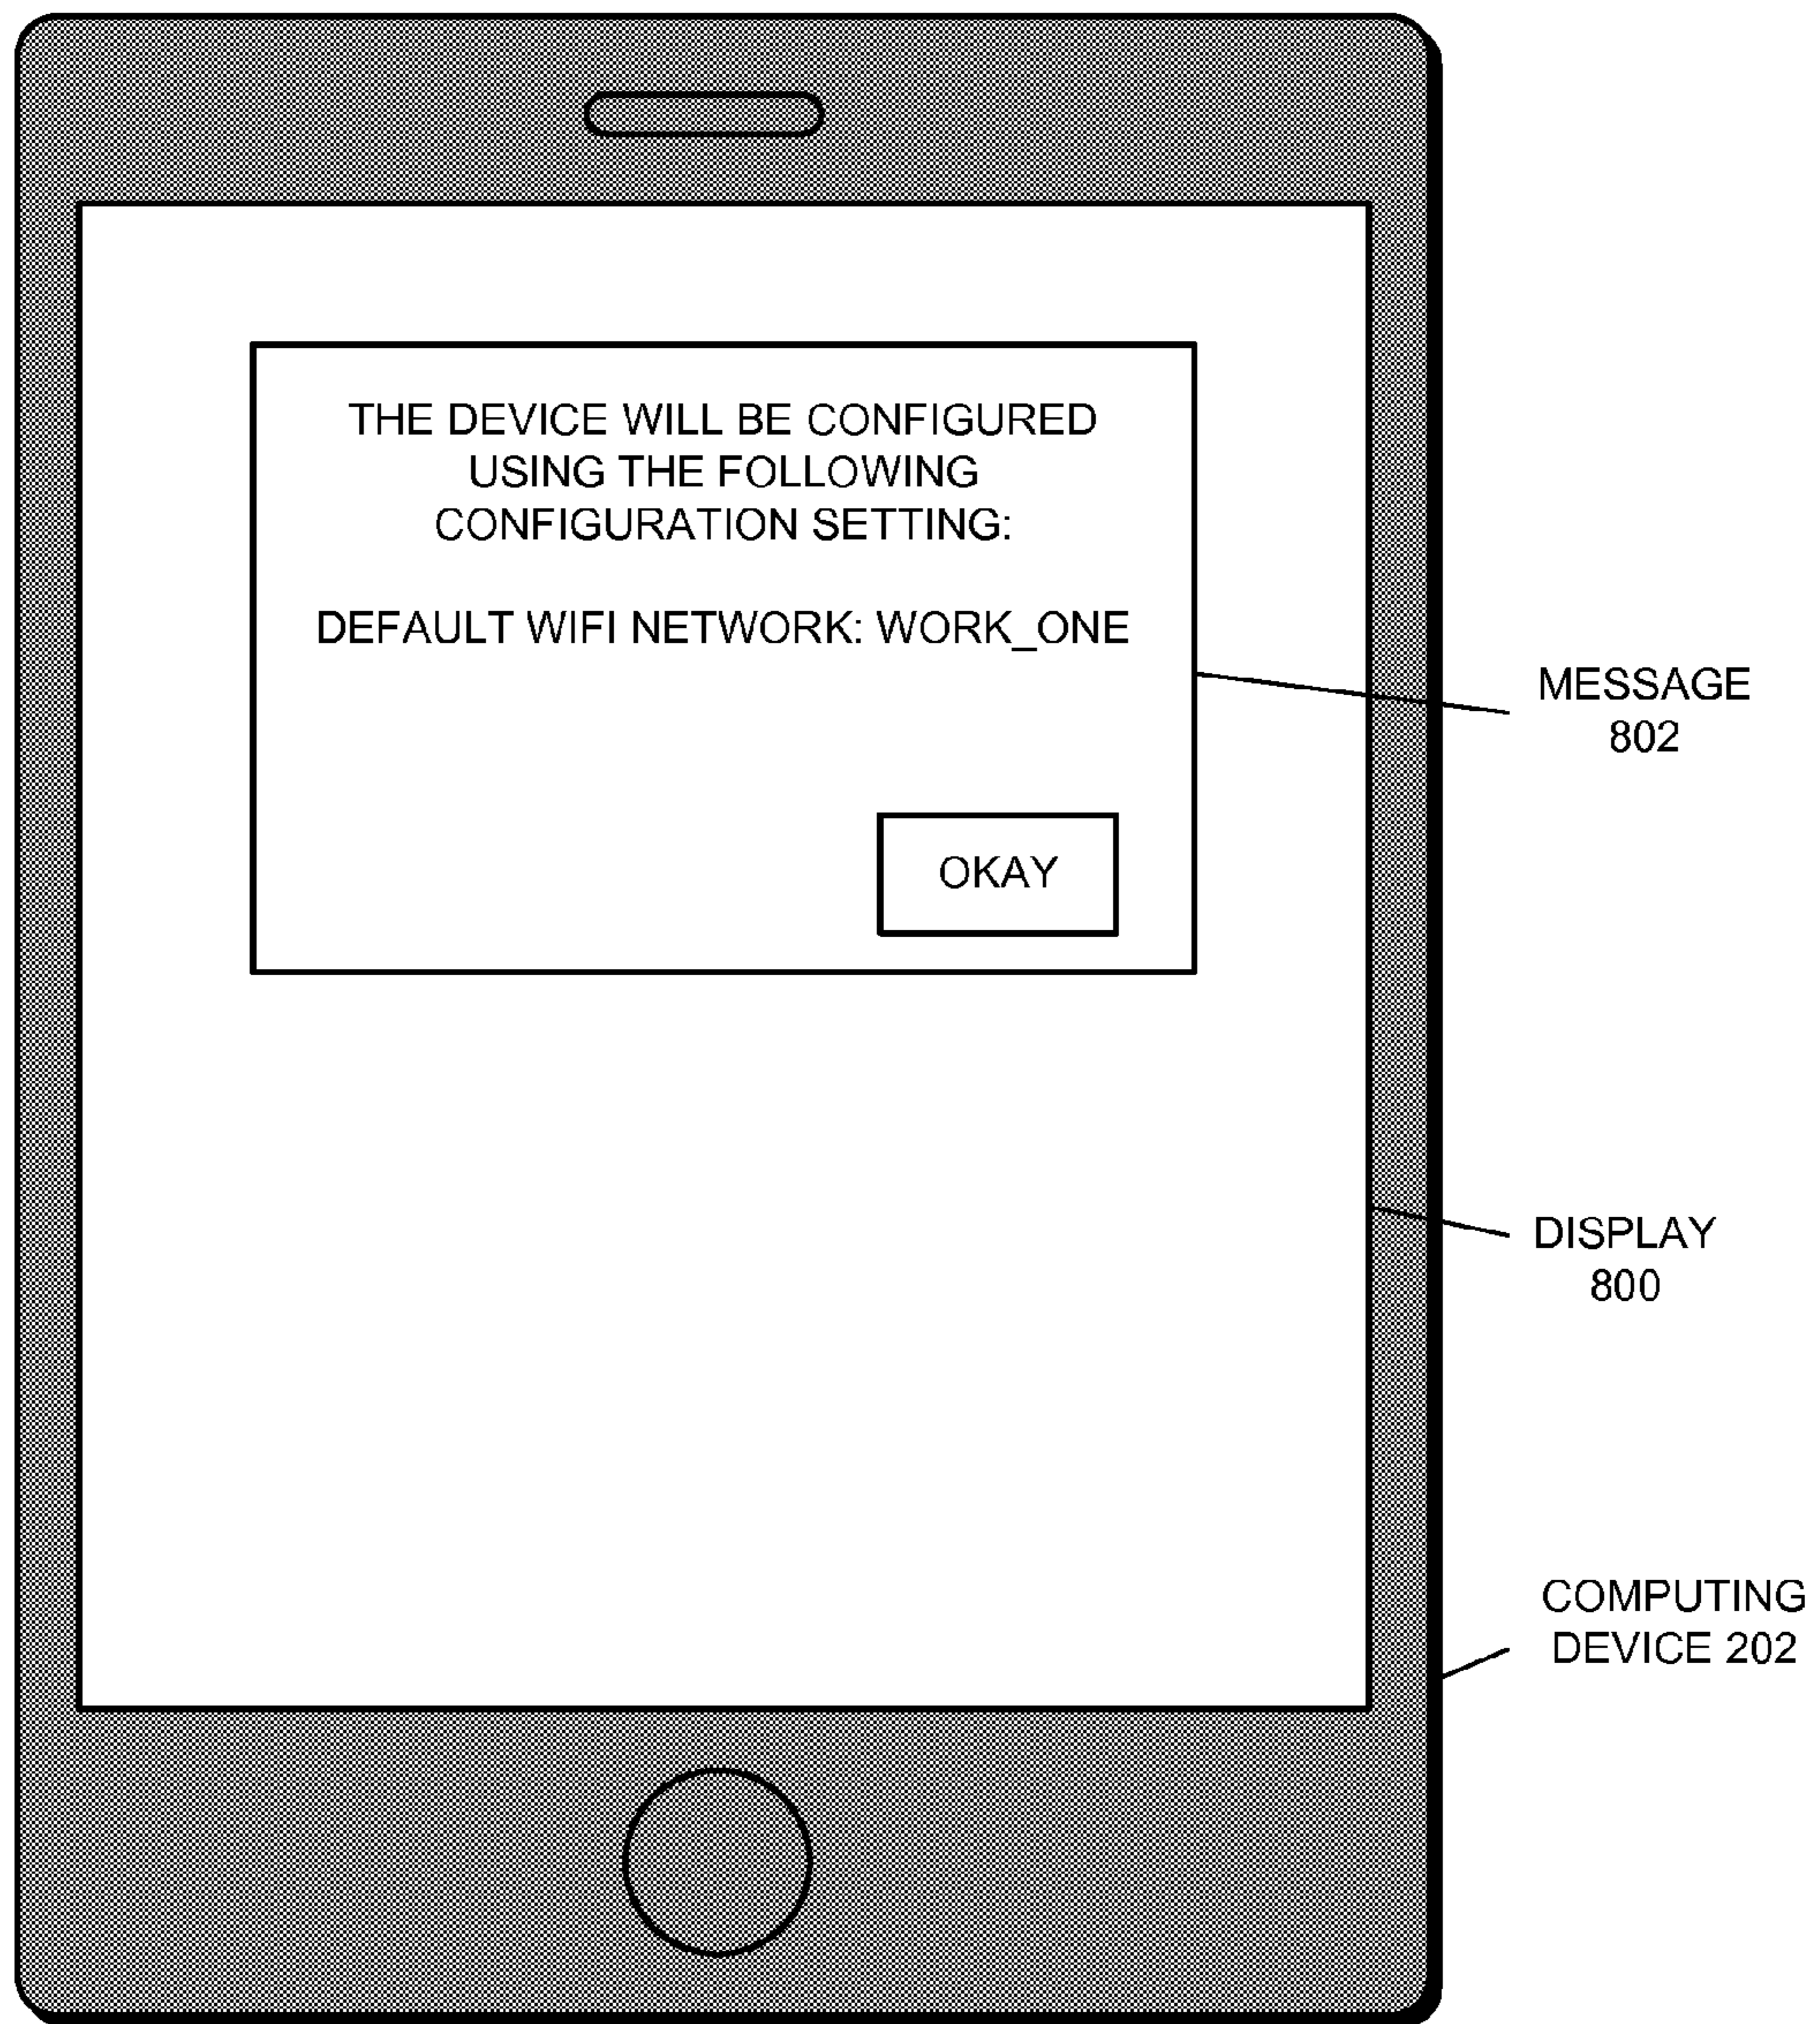 THE DEVICE WILL BE CONFIGURED
USING THE FOLLOWING
CONFIGURATION SETTING:
DEFAULT WIFI NETWORK: WORK_ONE
OKAY
MESSAGE
802
DISPLAY
800
COMPUTING
DEVICE 202